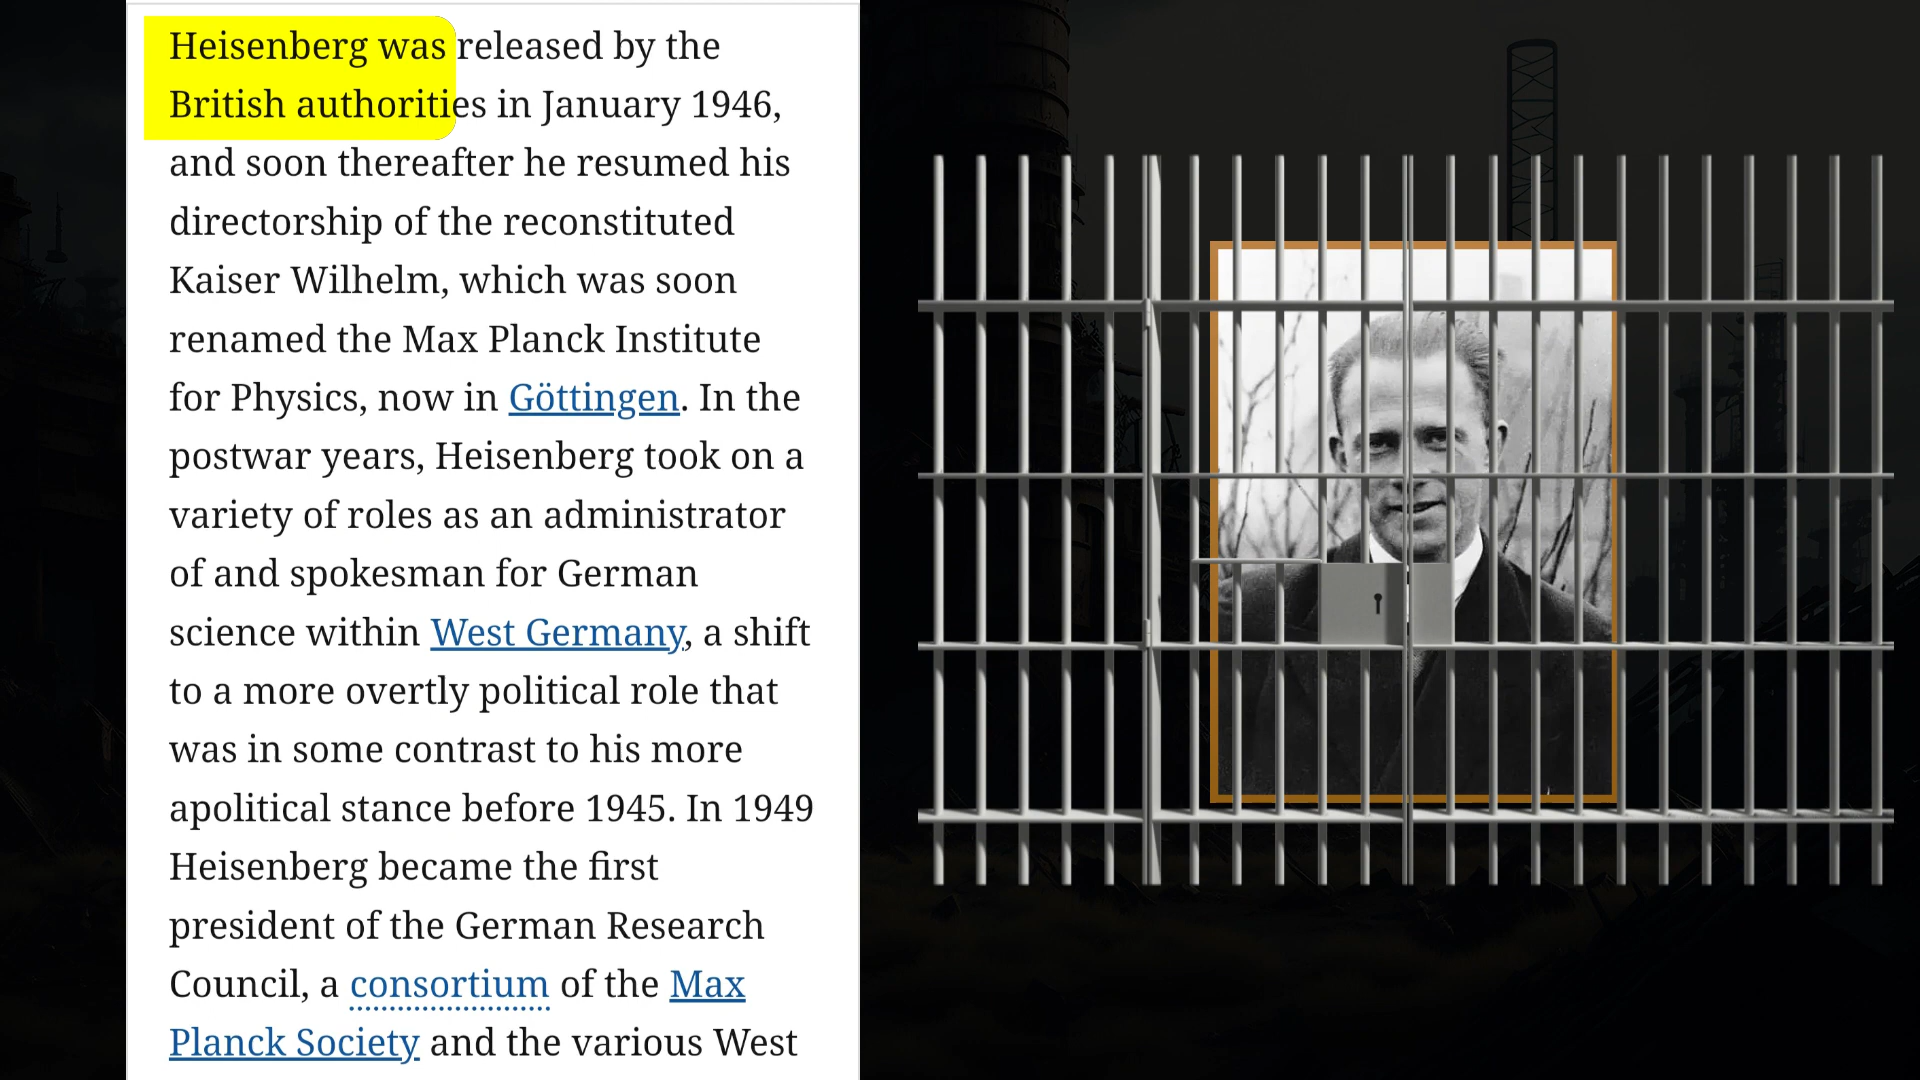 Heisenberg was released by the
British authorities in January 1946,
and soon thereafter he resumed his
directorship of the reconstituted
Kaiser Wilhelm, which was soon
renamed the Max Planck Institute
for Physics, now in Göttingen. In the
postwar years, Heisenberg took on a
variety of roles as an administrator
of and spokesman for German
science within West Germany, a shift
to a more overtly political role that
was in some contrast to his more
apolitical stance before 1945. In 1949
Heisenberg became the first
president of the German Research
Council, a consortium of the Max
Planck Society and the various West